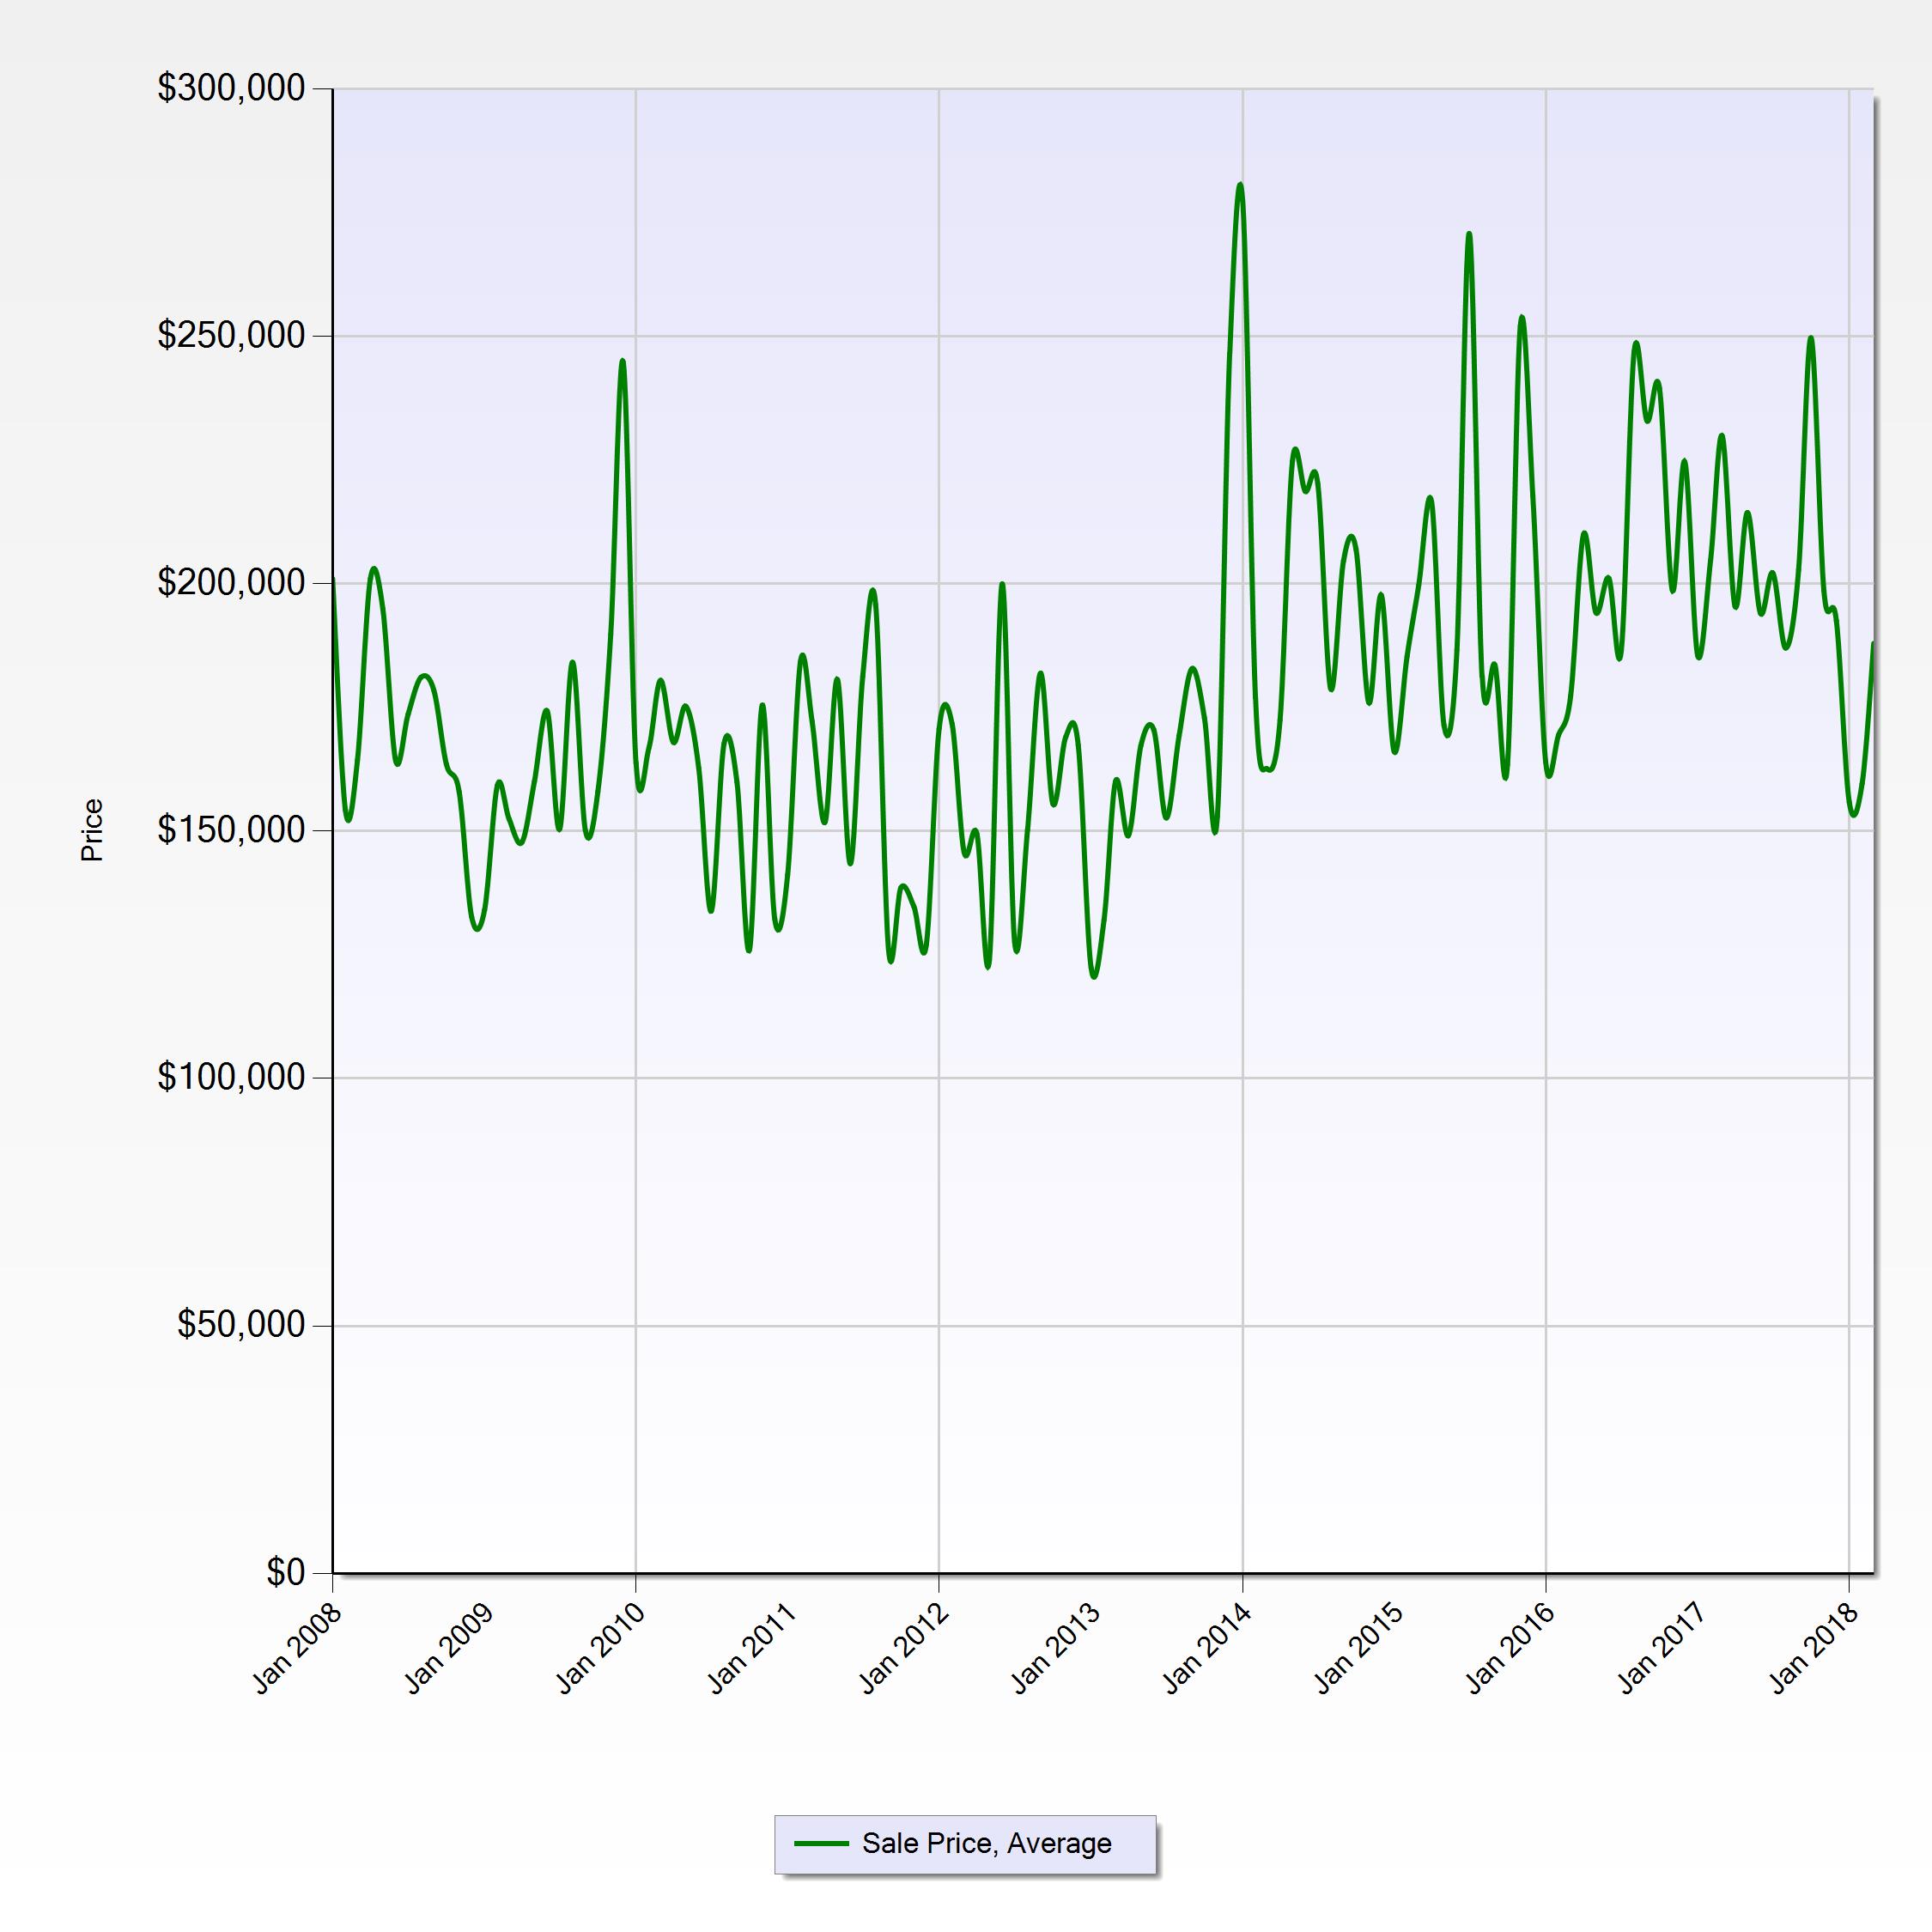 $300,000
$250,000
$200,000
$150,000
$100,000
$50,000
$0
Price
Jan 2008
Jan 2009
Jan 2010
Jan 2011
Jan 2012
Jan 2013
Jan 2014
Jan 2015
Jan 2016
Jan 2017
Jan 2018
Sale Price, Average